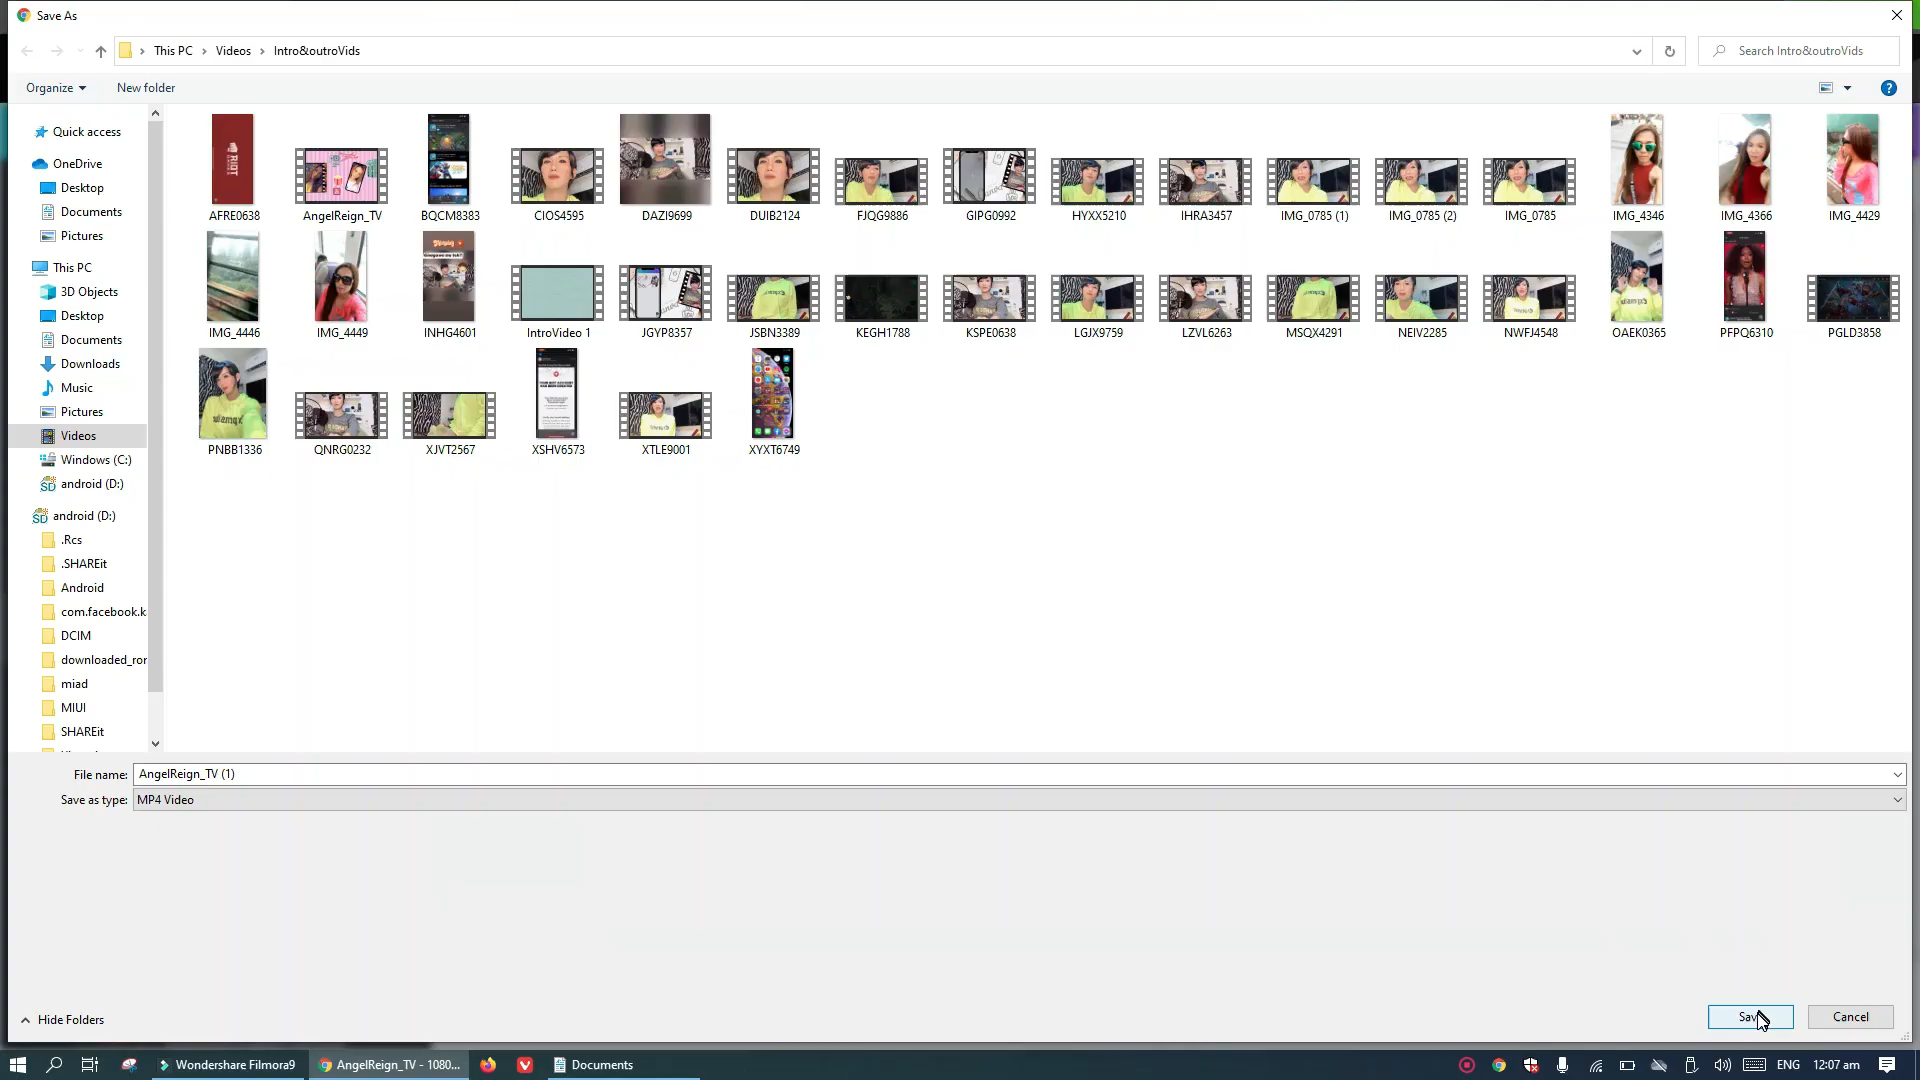 Save As
This PC
Videos
Intro&outroVids
Search Intro&outroVids
Organize
New folder
Quick access
OneDrive
Desktop
Documents
Pictures
This PC
3D Objects
Desktop
Documents
Downloads
Music
Pictures
Videos
Windows (C:)
android (D:)
android (D:)
.Rcs
.SHAREit
Android
com.facebook.k
DCIM
downloaded_ror
miad
MIUI
SHAREit
AFRE0638
AngelReign_TV
BQCM8383
CIOS4595
DAZI9699
DUIB2124
FJQG9886
GIPG0992
HYXX5210
IHRA3457
IMG_0785 (1)
IMG_0785 (2)
IMG_0785
IMG_4346
IMG_4366
IMG_4429
IMG_4446
IMG_4449
INHG4601
IntroVideo 1
JGYP8357
JSBN3389
KEGH1788
KSPE0638
LGJX9759
LZVL6263
MSQX4291
NEIV2285
NWFJ4548
OAEK0365
PFPQ6310
PGLD3858
PNBB1336
QNRG0232
XJVT2567
XSHV6573
XTLE9001
XYXT6749
File name: AngelReign_TV (1)
Save as type: MP4 Video
Hide Folders
Save
Cancel
Wondershare Filmora9
AngelReign_TV - 1080...
Documents
ENG
12:07 am